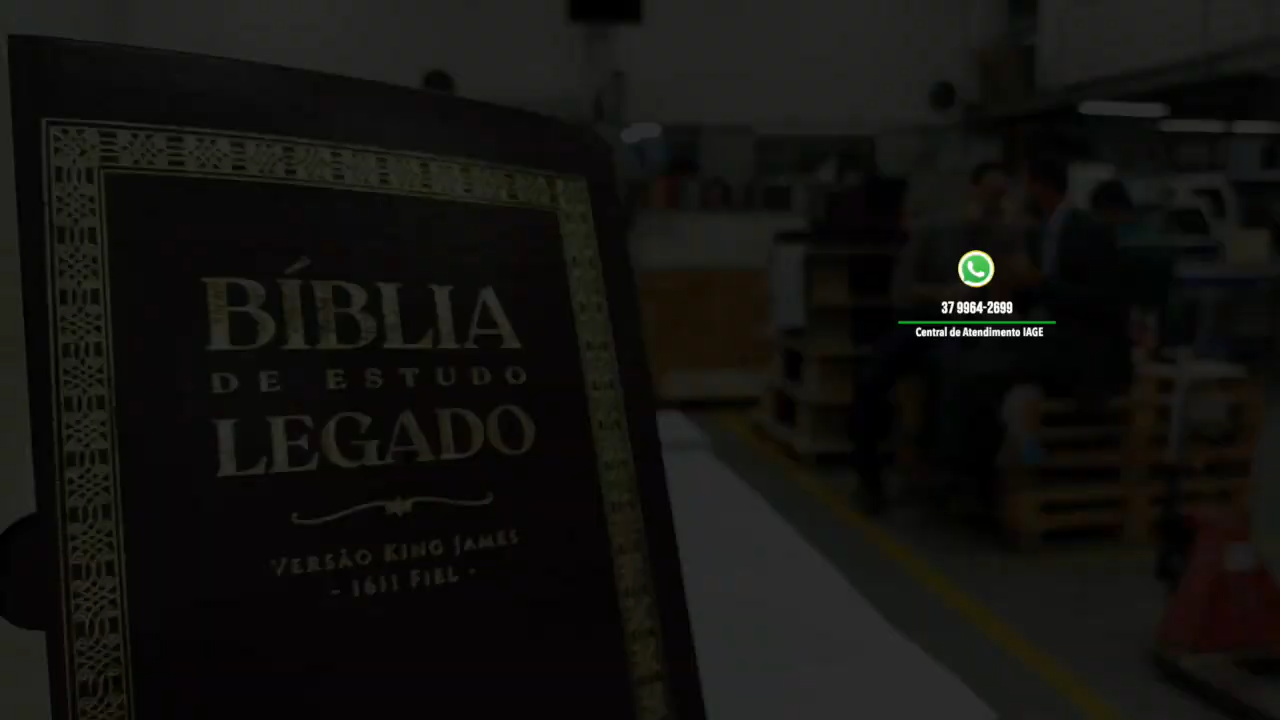 BÍBLIA
DE ESTUDO
LEGADO
VERSÃO KING JAMES
- 1611 FIEL -
37 9964-2699
Central de Atendimento IAGE